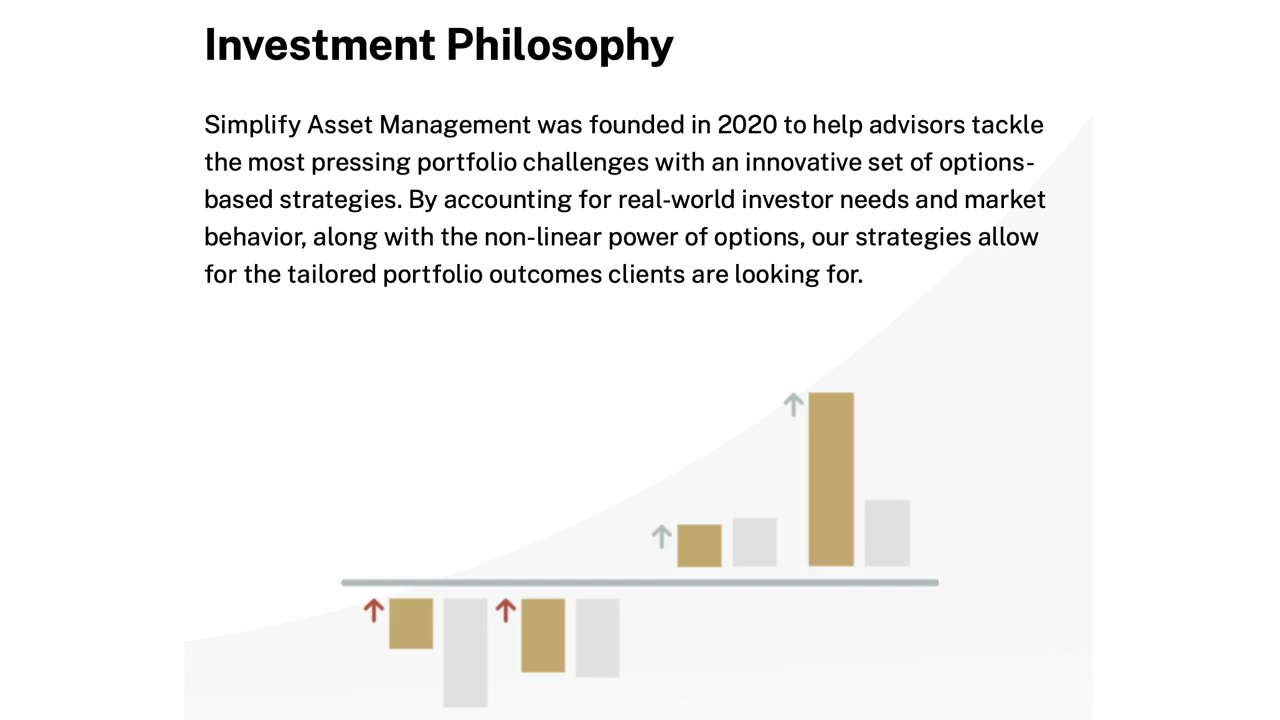 Investment Philosophy
Simplify Asset Management was founded in 2020 to help advisors tackle
the most pressing portfolio challenges with an innovative set of options-
based strategies. By accounting for real-world investor needs and market
behavior, along with the non-linear power of options, our strategies allow
for the tailored portfolio outcomes clients are looking for.